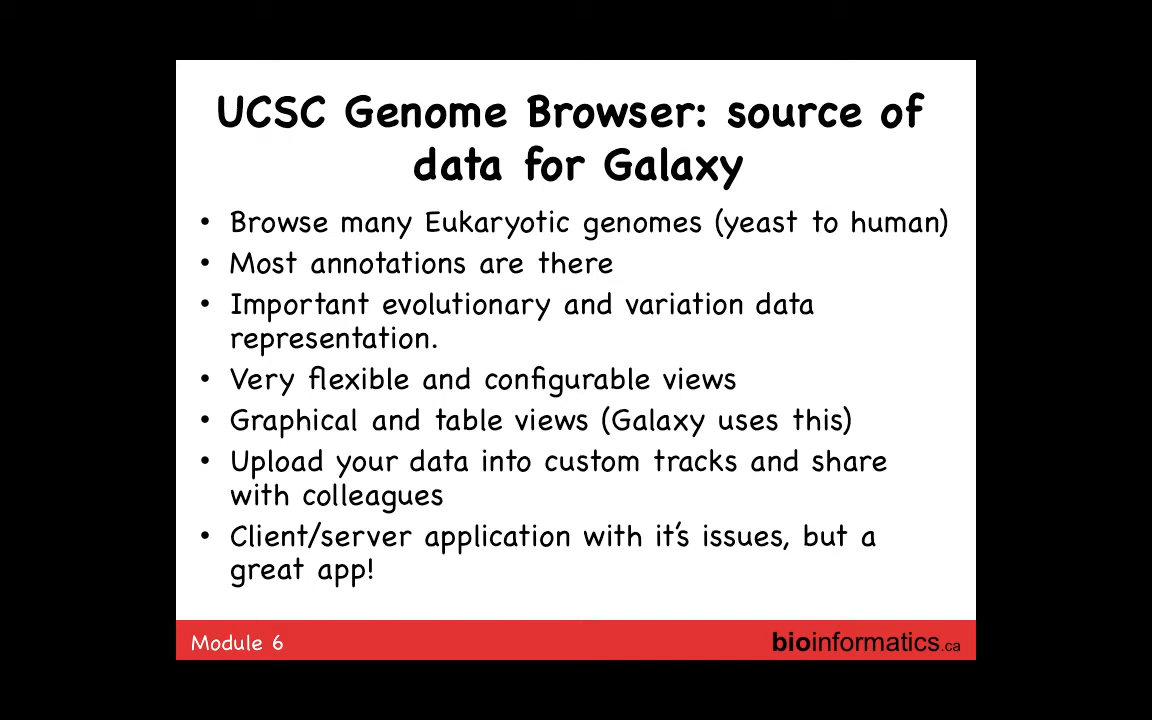 UCSC Genome Browser: source of
data for Galaxy
• Browse many Eukaryotic genomes (yeast to human)
• Most annotations are there
• Important evolutionary and variation data
representation.
• Very flexible and configurable views
• Graphical and table views (Galaxy uses this)
• Upload your data into custom tracks and share
with colleagues
• Client/server application with it's issues, but a
great app!
Module 6
bioinformatics.ca